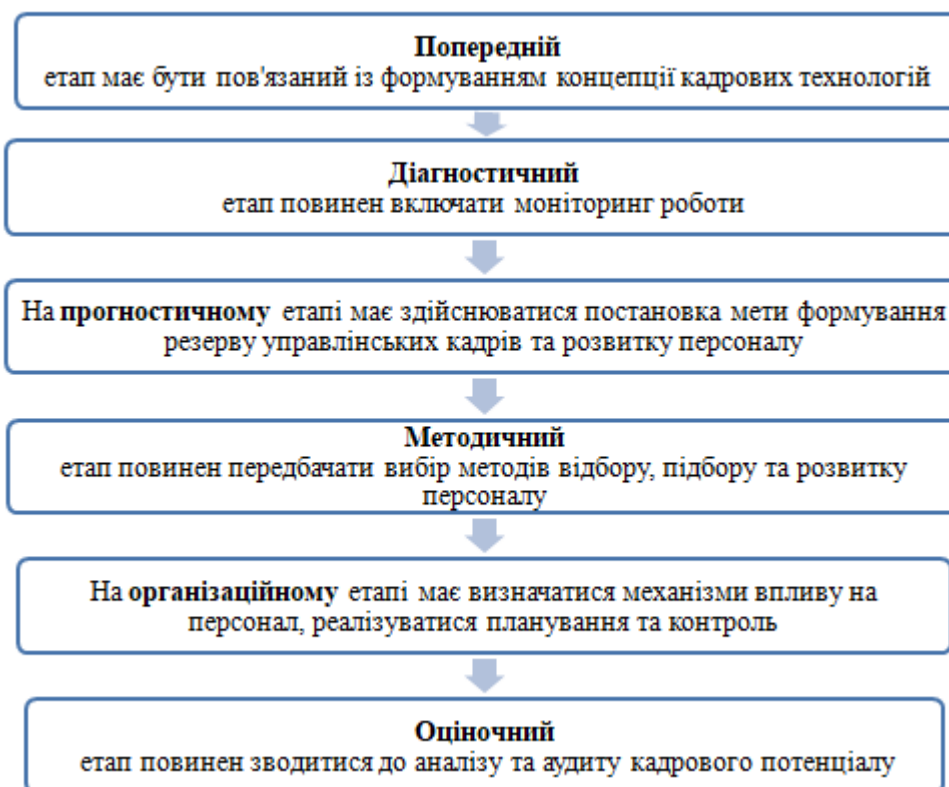 Попередній
етап має бути пов'язаний із формуванням концепції кадрових технологій
Діагностичний
етап повинен включати моніторинг роботи
На прогностичному етапі має здійснюватися постановка мети формування
резерву управлінських кадрів та розвитку персоналу
Методичний
етап повинен передбачати вибір методів відбору, підбору та розвитку
персоналу
На організаційному етапі має визначатися механізми впливу на
персонал, реалізуватися планування та контроль
Оціночний
етап повинен зводитися до аналізу та аудиту кадрового потенціалу